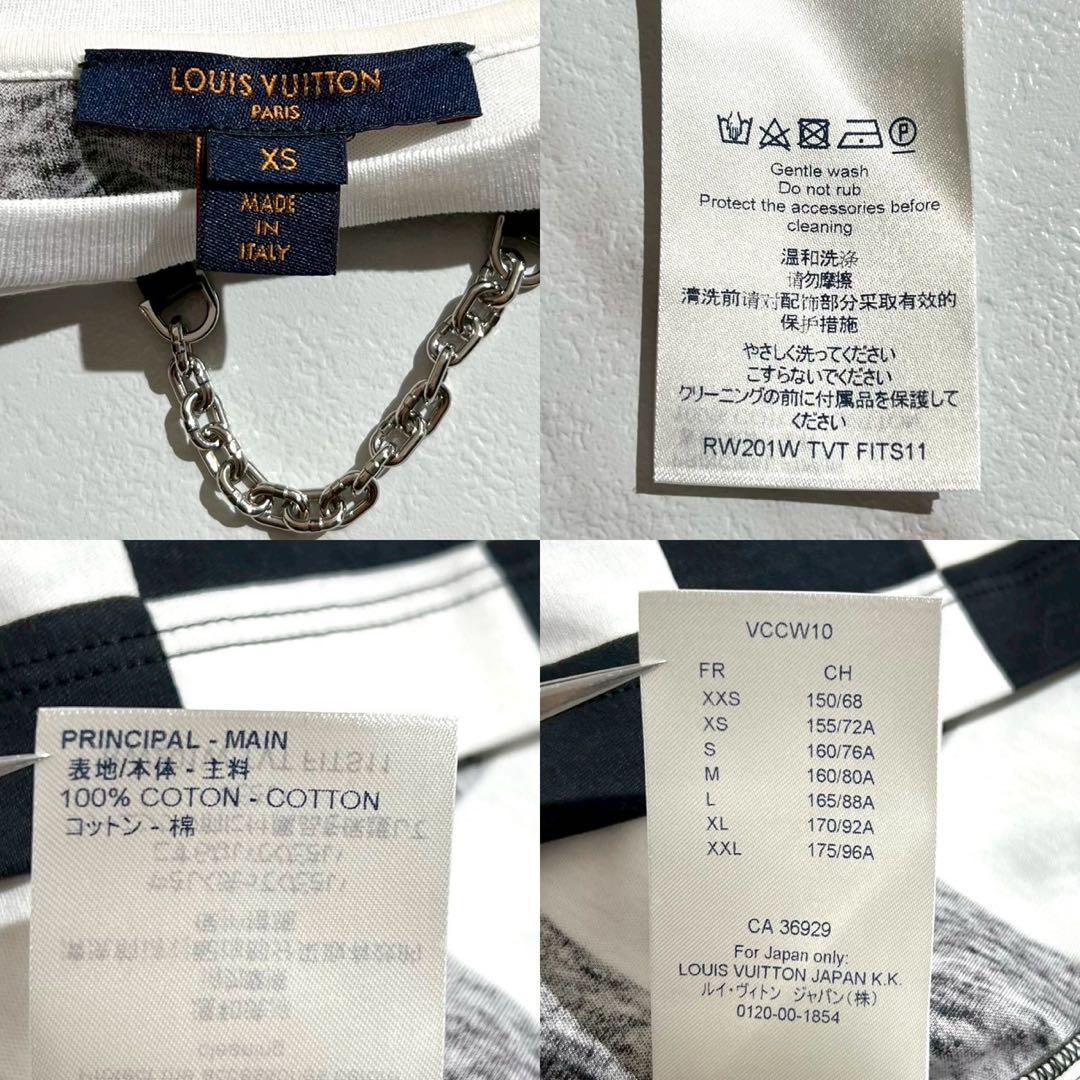 LOUIS VUITTON
PARIS
XS
MADE
IN
ITALY
Gentle wash
Do not rub
Protect the accessories before
cleaning
温和洗涤
请勿摩擦
清洗前请对配饰部分采取有效的
保护措施
やさしく洗ってください
こすらないでください
クリーニングの前に付属品を保護して
ください
RW201W TVT FITS11
PRINCIPAL - MAIN
表地/本体 - 主料
100% COTON - COTTON
コットン - 棉
VCCW10
FR CH
XXS 150/68
XS 155/72A
S 160/76A
M 160/80A
L 165/88A
XL 170/92A
XXL 175/96A
CA 36929
For Japan only:
LOUIS VUITTON JAPAN K.K.
ルイ・ヴィトン ジャパン(株)
0120-00-1854